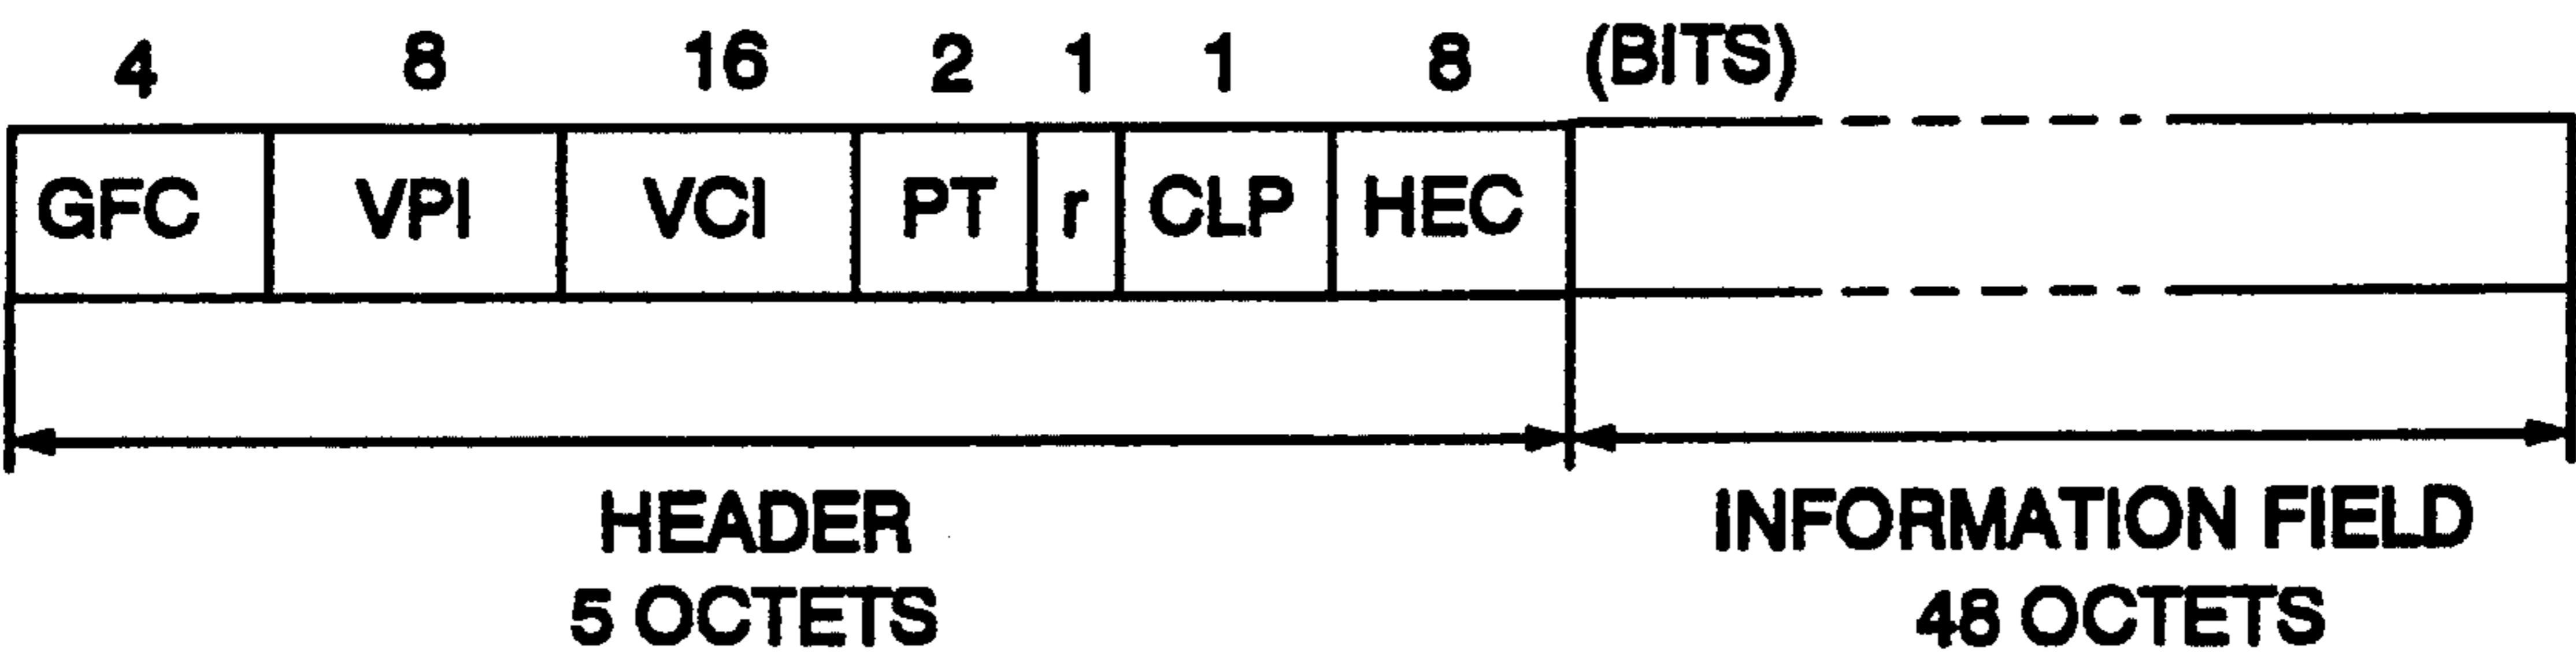 4 8 16 2 1 1 8 (BITS)
GFC VPI VCI PT r CLP HEC
HEADER INFORMATION FIELD
5 OCTETS 48 OCTETS